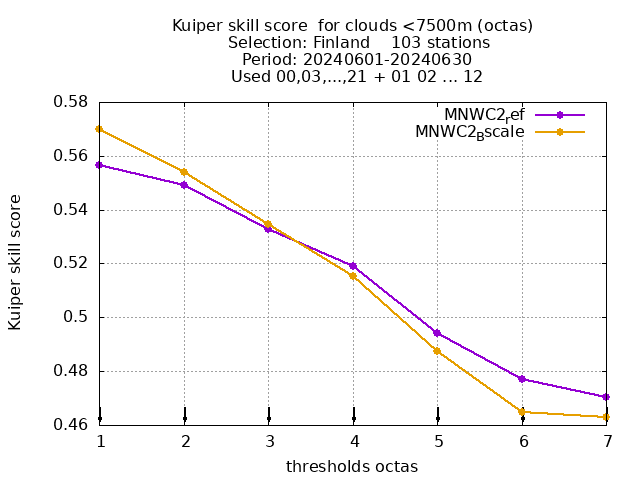 Kuiper skill score  for clouds <7500m (octas)
Selection: Finland    103 stations
Period: 20240601-20240630
Used 00,03,...,21 + 01 02 ... 12
MNWC2ref
MNWC2Bscale
0.58
0.56
0.54
0.52
0.5
0.48
0.46
Kuiper skill score
1 2 3 4 5 6 7
thresholds octas